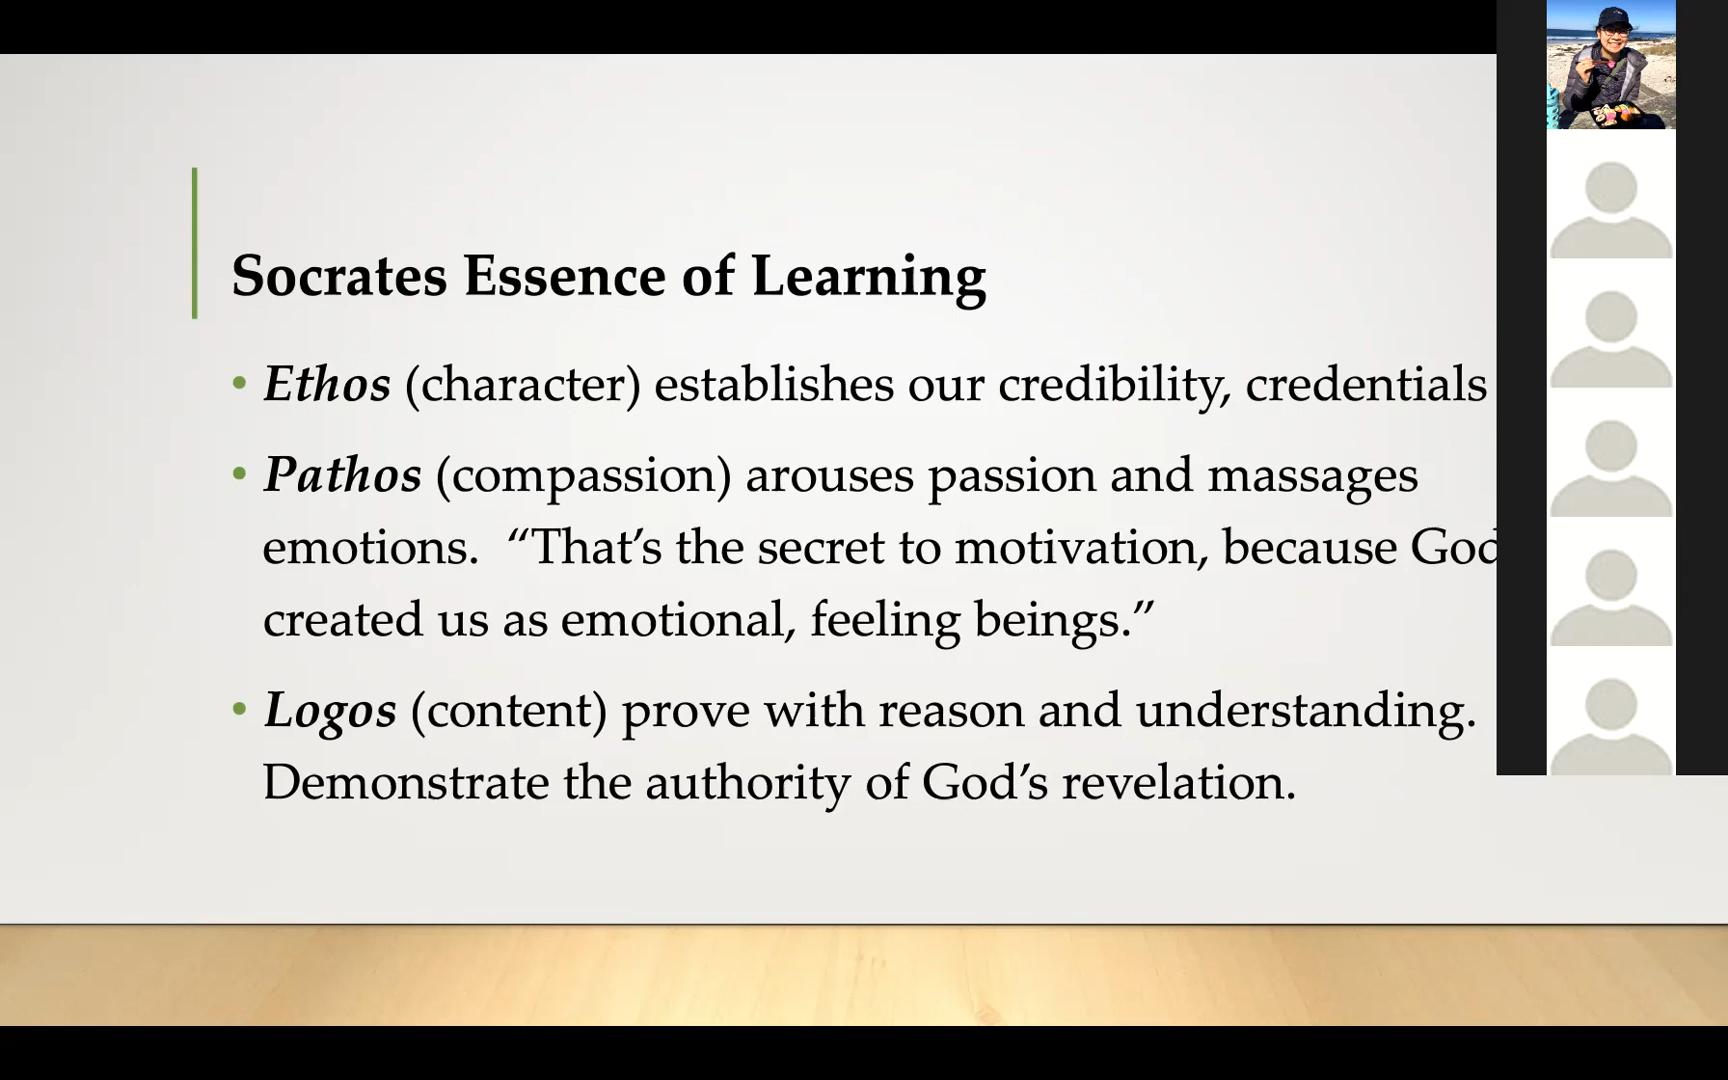 Socrates Essence of Learning
• Ethos (character) establishes our credibility, credentials
• Pathos (compassion) arouses passion and massages
emotions.  “That’s the secret to motivation, because God
created us as emotional, feeling beings.”
• Logos (content) prove with reason and understanding.
Demonstrate the authority of God’s revelation.